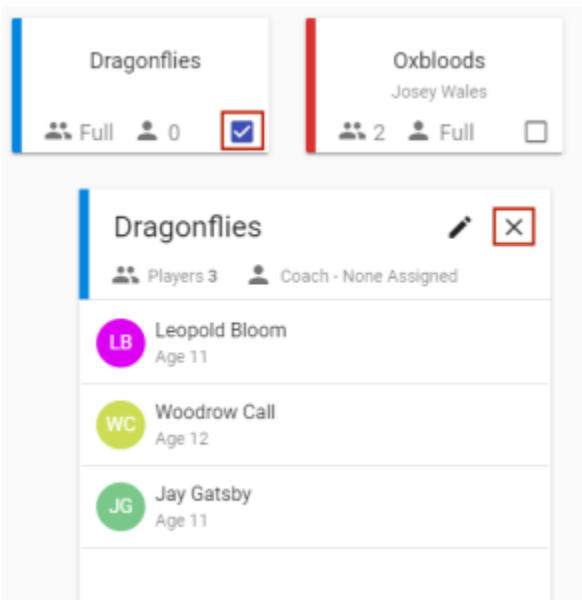 Dragonflies
Full 0
Oxbloods
Josey Wales
2 Full
Dragonflies
Players 3 Coach - None Assigned
LB Leopold Bloom
Age 11
WC Woodrow Call
Age 12
JG Jay Gatsby
Age 11